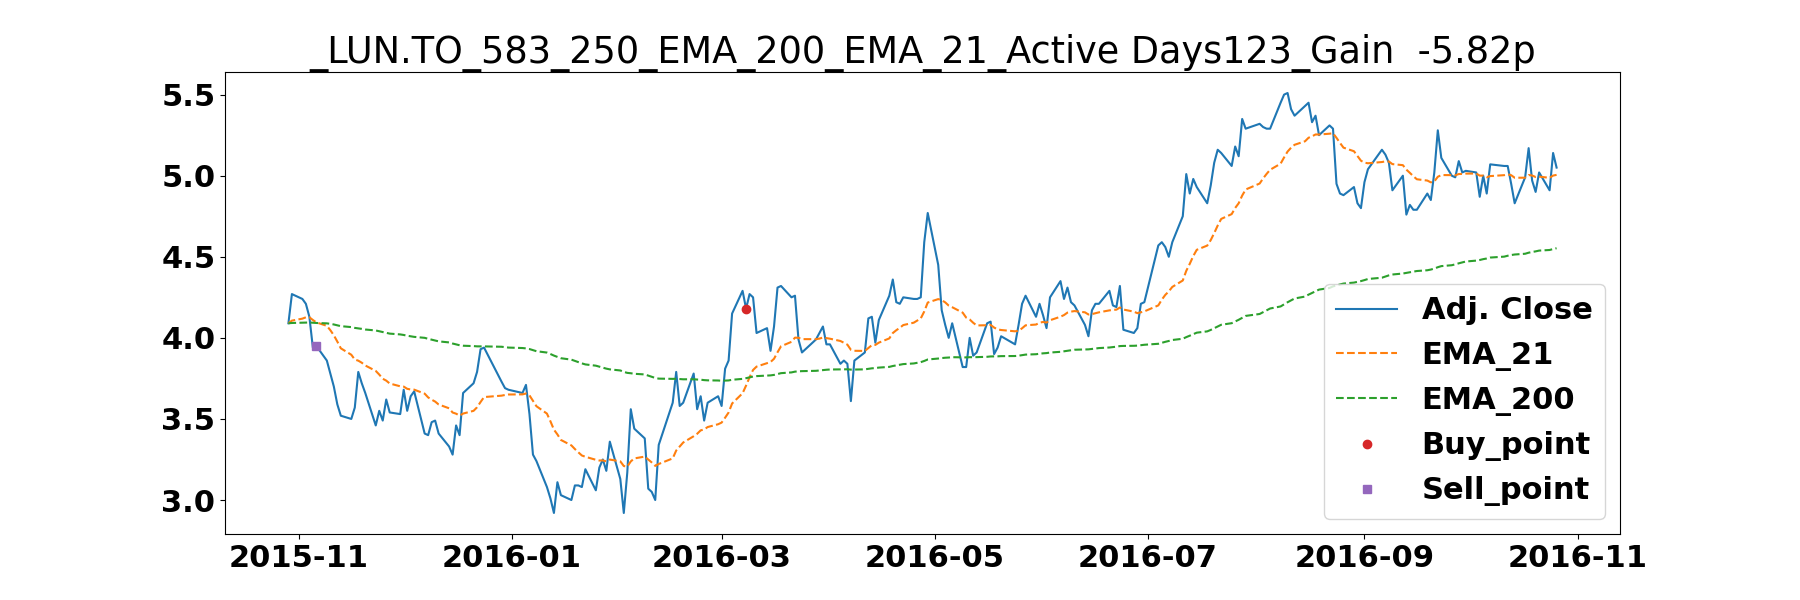 _LUN.TO_583_250_EMA_200_EMA_21_Active Days123_Gain  -5.82p
5.5
5.0
4.5
4.0
3.5
3.0
Adj. Close
EMA_21
EMA_200
Buy_point
Sell_point
2015-11 2016-01 2016-03 2016-05 2016-07 2016-09 2016-11